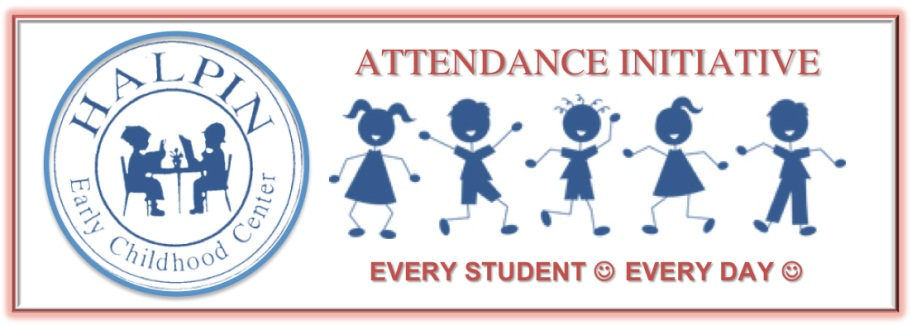 HALPIN
Early Childhood Center
ATTENDANCE INITIATIVE
EVERY STUDENT ☺ EVERY DAY ☺